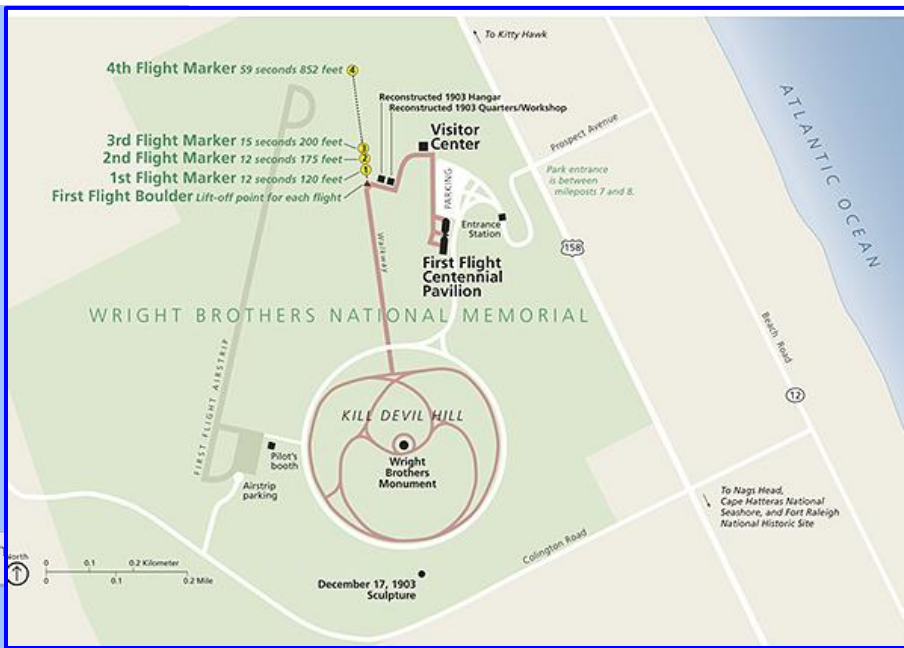 To Kitty Hawk
4th Flight Marker 59 seconds 852 feet 4
Reconstructed 1903 Hangar
Reconstructed 1903 Quarters/Workshop
Visitor
Center
3rd Flight Marker 15 seconds 200 feet 3
2nd Flight Marker 12 seconds 175 feet 2
1st Flight Marker 12 seconds 120 feet 1
First Flight Boulder Lift-off point for each flight
Prospect Avenue
Park entrance
is between
mileposts 7 and 8.
ATLANTIC OCEAN
PARKING
Entrance
Station
Walkway
158
First Flight
Centennial
Pavilion
WRIGHT BROTHERS NATIONAL MEMORIAL
Beach Road
12
FIRST FLIGHT AIRSTRIP
KILL DEVIL HILL
Wright
Brothers
Monument
Pilot's
booth
Airstrip
parking
To Nags Head,
Cape Hatteras National
Seashore, and Fort Raleigh
National Historic Site
Colington Road
North
0 0.1 0.2 Kilometer
0 0.1 0.2 Mile
December 17, 1903
Sculpture